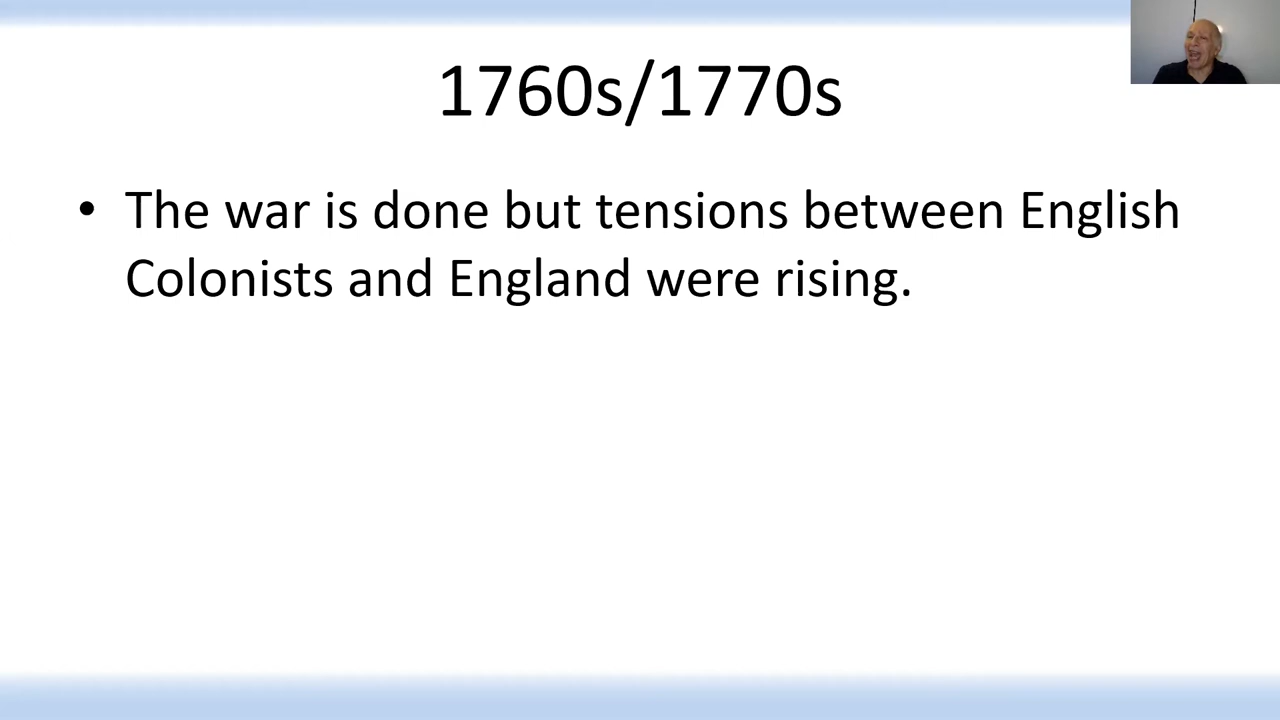 1760s/1770s
• The war is done but tensions between English
Colonists and England were rising.